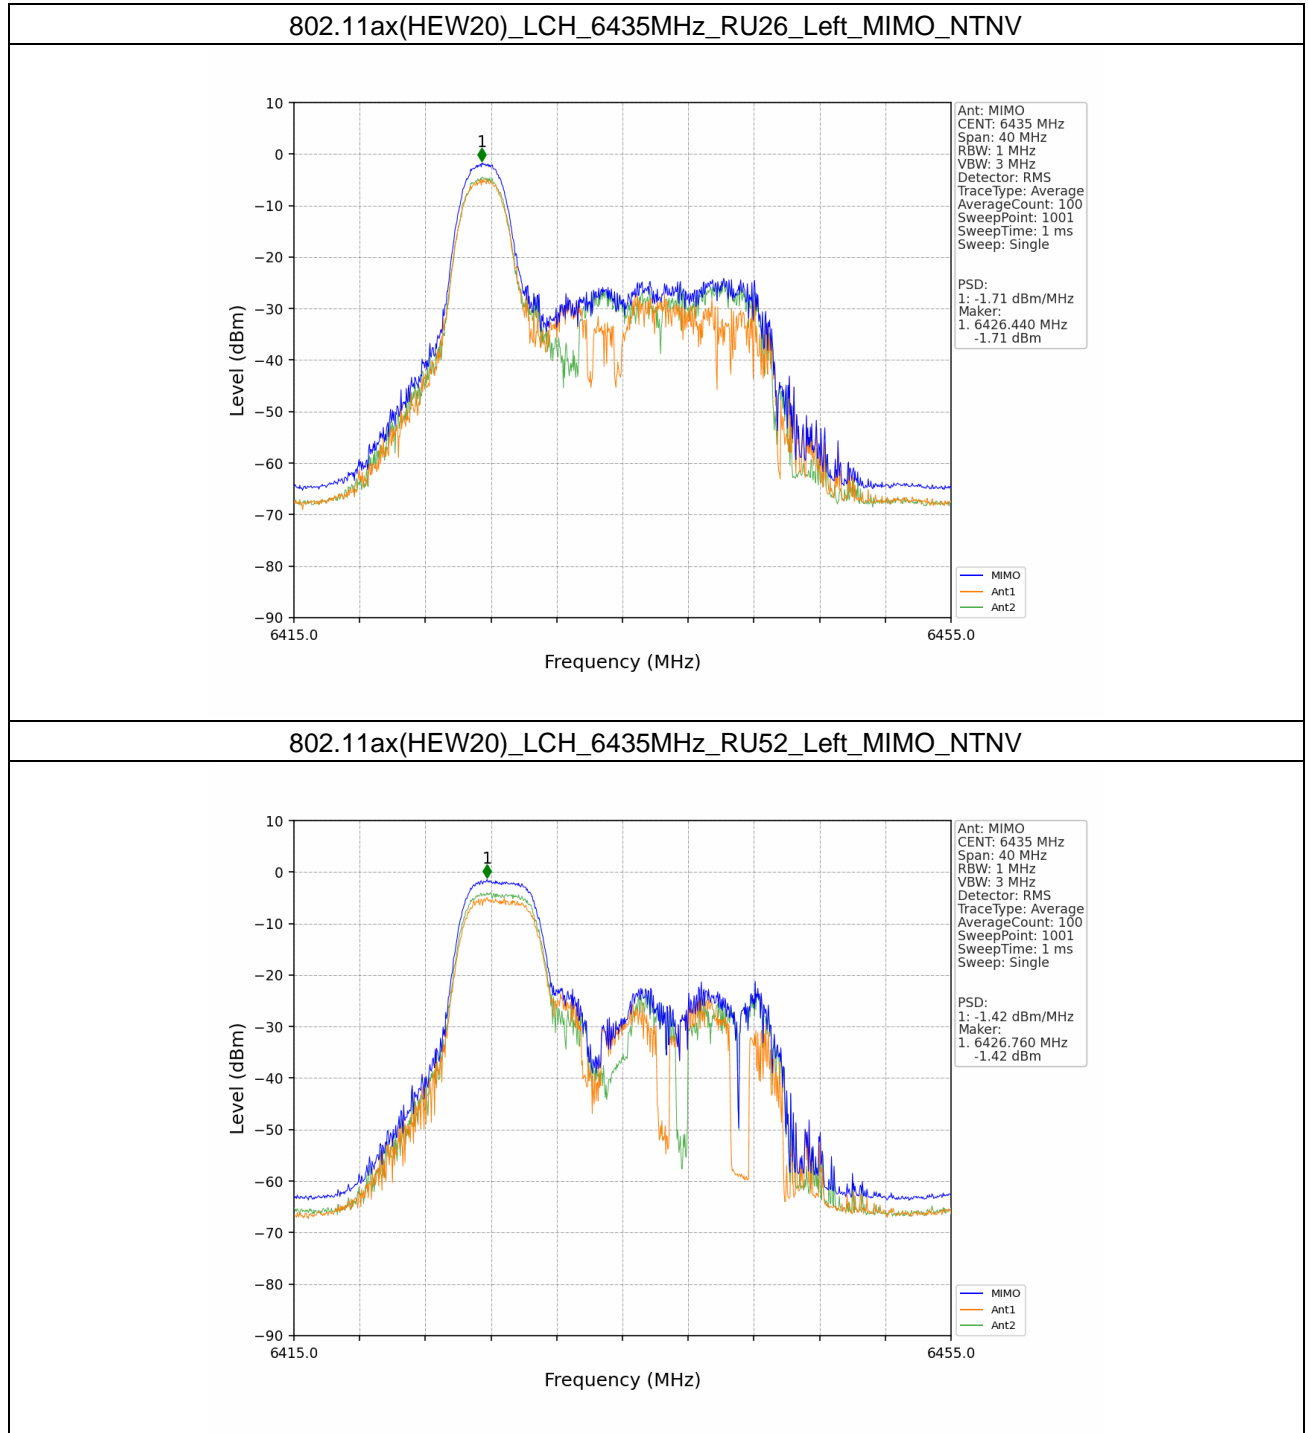 802.11ax(HEW20)_LCH_6435MHz_RU26_Left_MIMO_NTNV
10
0
−10
−20
−30
−40
−50
−60
−70
−80
−90
Level (dBm)
1
6415.0
6455.0
Frequency (MHz)
Ant: MIMO
CENT: 6435 MHz
Span: 40 MHz
RBW: 1 MHz
VBW: 3 MHz
Detector: RMS
TraceType: Average
AverageCount: 100
SweepPoint: 1001
SweepTime: 1 ms
Sweep: Single
PSD:
1: -1.71 dBm/MHz
Maker:
1. 6426.440 MHz
-1.71 dBm
MIMO
Ant1
Ant2
802.11ax(HEW20)_LCH_6435MHz_RU52_Left_MIMO_NTNV
10
0
−10
−20
−30
−40
−50
−60
−70
−80
−90
Level (dBm)
1
6415.0
6455.0
Frequency (MHz)
Ant: MIMO
CENT: 6435 MHz
Span: 40 MHz
RBW: 1 MHz
VBW: 3 MHz
Detector: RMS
TraceType: Average
AverageCount: 100
SweepPoint: 1001
SweepTime: 1 ms
Sweep: Single
PSD:
1: -1.42 dBm/MHz
Maker:
1. 6426.760 MHz
-1.42 dBm
MIMO
Ant1
Ant2